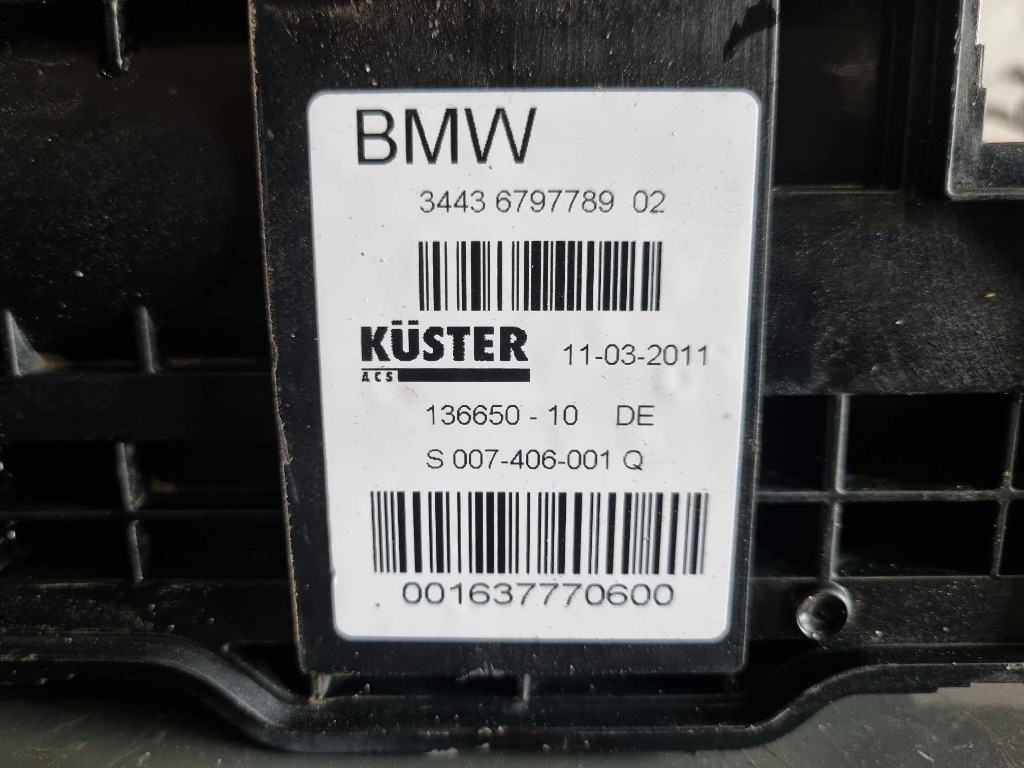 BMW
3443 6797789 02
KÜSTER 11-03-2011
ACS
136650 - 10 DE
S 007-406-001 Q
001637770600